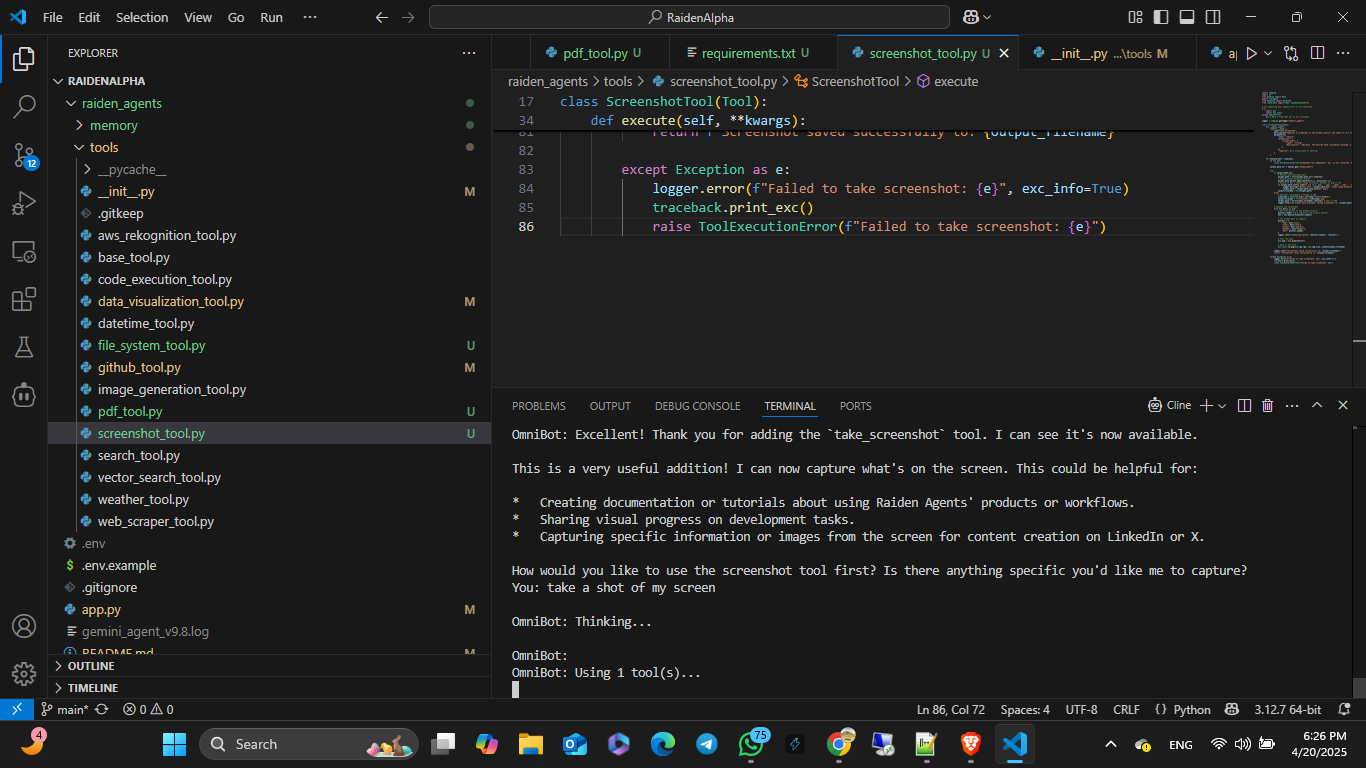 File Edit Selection View Go Run ···
RaidenAlpha
EXPLORER
RAIDENALPHA
raiden_agents
memory
tools
__pycache__
__init__.py M
.gitkeep
aws_rekognition_tool.py
base_tool.py
code_execution_tool.py
data_visualization_tool.py M
datetime_tool.py
file_system_tool.py U
github_tool.py M
image_generation_tool.py
pdf_tool.py U
screenshot_tool.py U
search_tool.py
vector_search_tool.py
weather_tool.py
web_scraper_tool.py
.env
.env.example
.gitignore
app.py M
gemini_agent_v9.8.log
README.md M
OUTLINE
TIMELINE
12
pdf_tool.py U
requirements.txt U
screenshot_tool.py U
__init__.py ...\tools M
raiden_agents > tools > screenshot_tool.py > ScreenshotTool > execute
17 class ScreenshotTool(Tool):
34 def execute(self, **kwargs):
81 return f"Screenshot saved successfully to: {output_filename}"
82
83 except Exception as e:
84 logger.error(f"Failed to take screenshot: {e}", exc_info=True)
85 traceback.print_exc()
86 raise ToolExecutionError(f"Failed to take screenshot: {e}")
PROBLEMS OUTPUT DEBUG CONSOLE TERMINAL PORTS
Cline
OmniBot: Excellent! Thank you for adding the `take_screenshot` tool. I can see it's now available.
This is a very useful addition! I can now capture what's on the screen. This could be helpful for:
* Creating documentation or tutorials about using Raiden Agents' products or workflows.
* Sharing visual progress on development tasks.
* Capturing specific information or images from the screen for content creation on LinkedIn or X.
How would you like to use the screenshot tool first? Is there anything specific you'd like me to capture?
You: take a shot of my screen
OmniBot: Thinking...
OmniBot:
OmniBot: Using 1 tool(s)...
main* 0 0 Ln 86, Col 72 Spaces: 4 UTF-8 CRLF {} Python 3.12.7 64-bit
4
Search
75
ENG
6:26 PM
4/20/2025